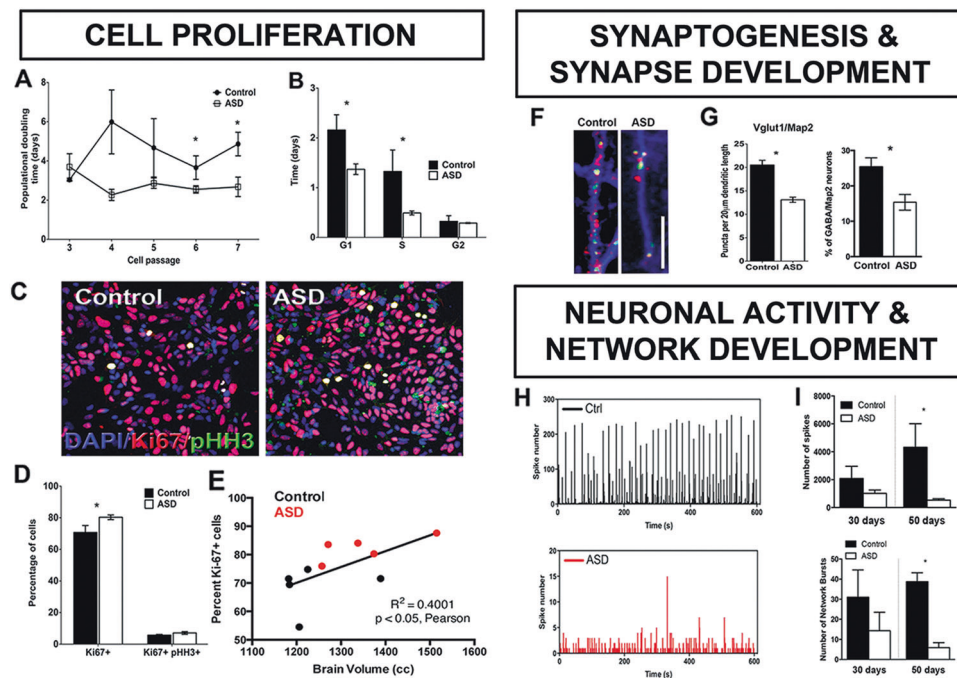 CELL PROLIFERATION
A
8
6
4
2
0
Populational doubling
time (days)
Control
ASD
*
*
3 4 5 6 7
Cell passage
B
3
2
1
0
Time (days)
*
*
Control
ASD
G1 S G2
C
Control
ASD
DAPI/Ki67/pHH3
D
100
80
60
40
20
0
Percentage of cells
*
Control
ASD
Ki67+ Ki67+ pHH3+
E
100
90
80
70
60
50
Percent Ki-67+ cells
Control
ASD
R² = 0.4001
p < 0.05, Pearson
1100 1200 1300 1400 1500 1600
Brain Volume (cc)
SYNAPTOGENESIS &
SYNAPSE DEVELOPMENT
F
Control ASD
G
Vglut1/Map2
25
20
15
10
5
0
Puncta per 20μm dendritic length
*
Control ASD
30
20
10
0
% of GABA/Map2 neurons
*
Control ASD
NEURONAL ACTIVITY &
NETWORK DEVELOPMENT
H
300
200
100
0
Spike number
Ctrl
0 100 200 300 400 500 600
Time (s)
20
15
10
5
0
Spike number
ASD
0 100 200 300 400 500 600
Time (s)
I
8000
6000
4000
2000
0
Number of spikes
Control
ASD
*
30 days 50 days
50
40
30
20
10
0
Number of Network Bursts
Control
ASD
*
30 days 50 days